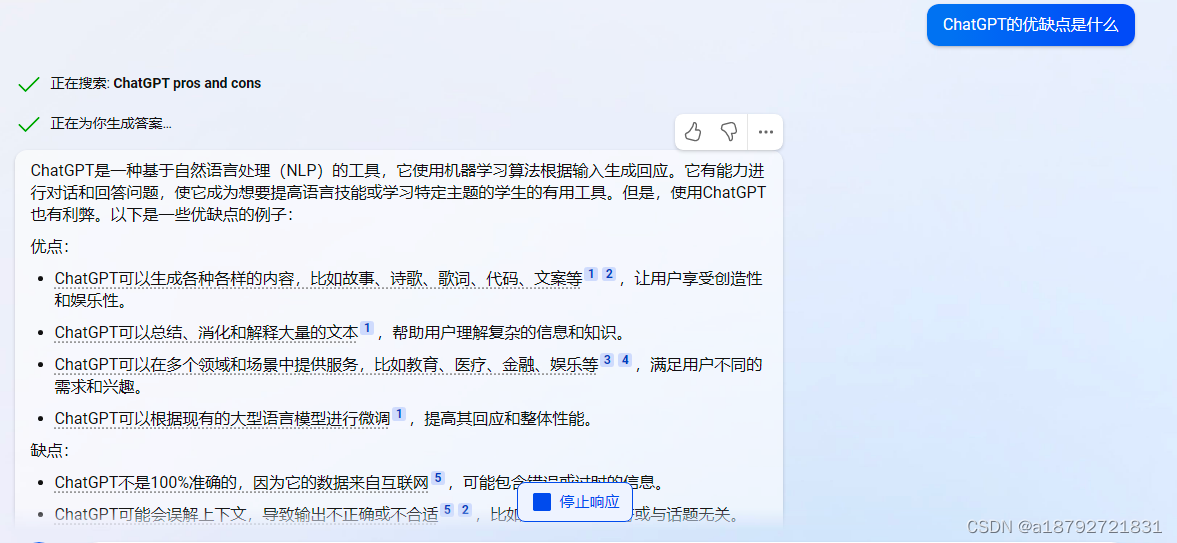 ChatGPT的优缺点是什么
正在搜索: ChatGPT pros and cons
正在为你生成答案...
ChatGPT是一种基于自然语言处理（NLP）的工具，它使用机器学习算法根据输入生成回应。它有能力进
行对话和回答问题，使它成为想要提高语言技能或学习特定主题的学生的有用工具。但是，使用ChatGPT
也有利弊。以下是一些优缺点的例子：
优点：
• ChatGPT可以生成各种各样的内容，比如故事、诗歌、歌词、代码、文案等 1 2 ，让用户享受创造性
和娱乐性。
• ChatGPT可以总结、消化和解释大量的文本 1 ，帮助用户理解复杂的信息和知识。
• ChatGPT可以在多个领域和场景中提供服务，比如教育、医疗、金融、娱乐等 3 4 ，满足用户不同的
需求和兴趣。
• ChatGPT可以根据现有的大型语言模型进行微调 1 ，提高其回应和整体性能。
缺点：
• ChatGPT不是100%准确的，因为它的数据来自互联网 5 ，可能包含错误或过时的信息。
停止响应
• ChatGPT可能会误解上下文，导致输出不正确或不合适 5 2 ，比如 或与话题无关。
CSDN @a18792721831